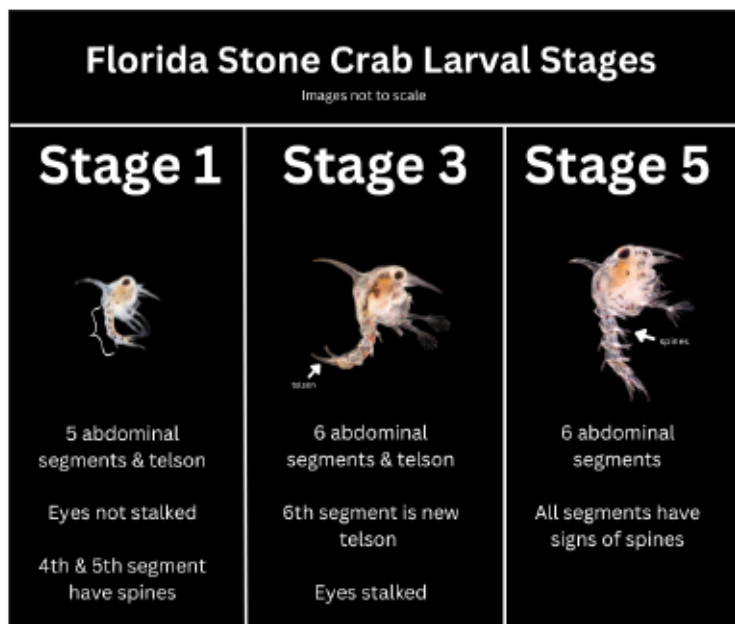 Florida Stone Crab Larval Stages
Images not to scale
Stage 1
5 abdominal
segments & telson
Eyes not stalked
4th & 5th segment
have spines
Stage 3
telson
6 abdominal
segments & telson
6th segment is new
telson
Eyes stalked
Stage 5
spines
6 abdominal
segments
All segments have
signs of spines